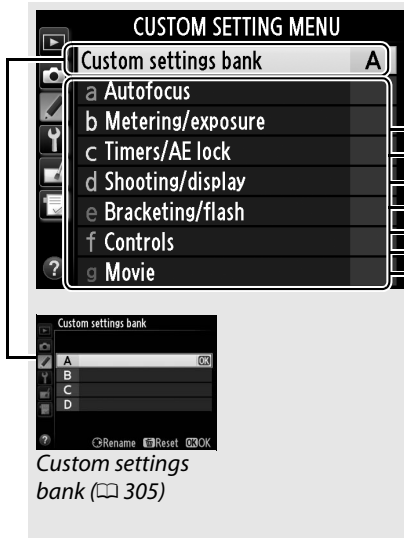 CUSTOM SETTING MENU
Custom settings bank A
a Autofocus
b Metering/exposure
c Timers/AE lock
d Shooting/display
e Bracketing/flash
f Controls
g Movie
?
Custom settings bank
A OK
B
C
D
? Rename Reset OK OK
Custom settings
bank (📖 305)